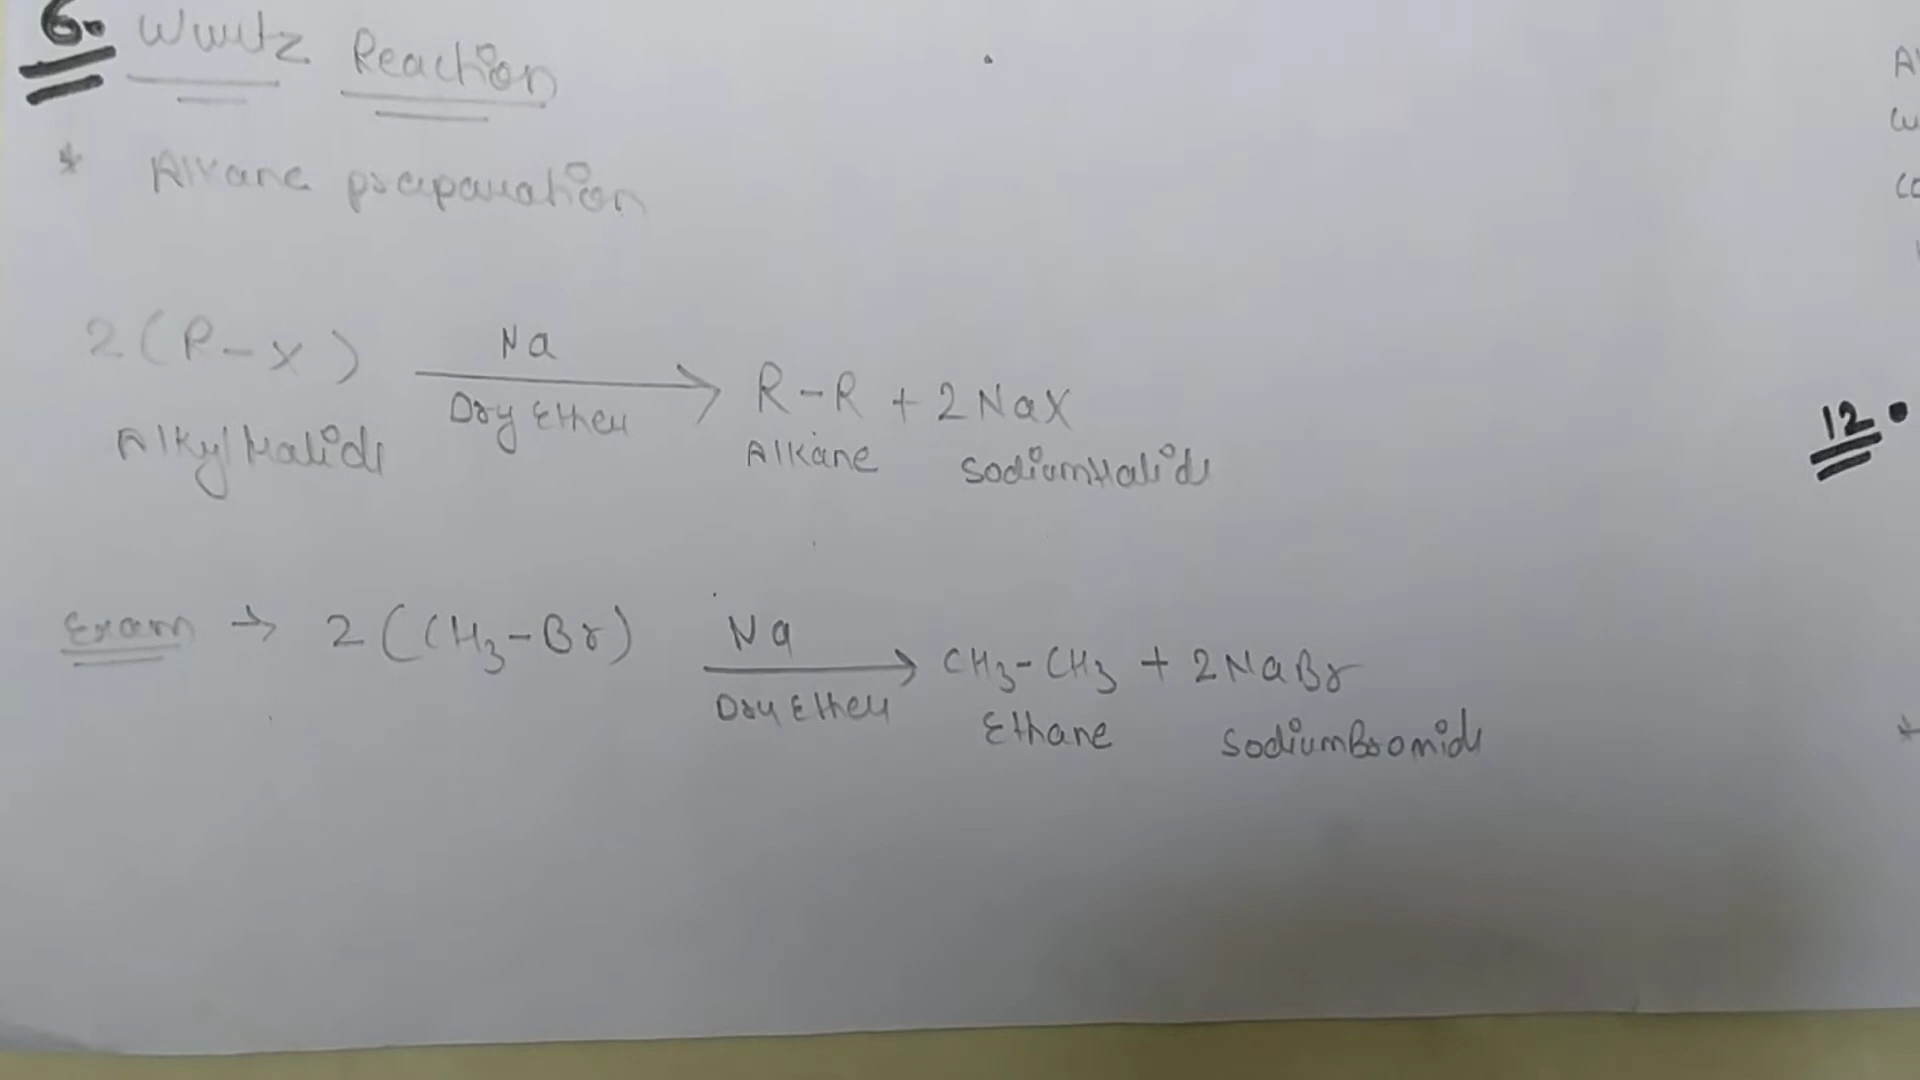 6. Wurtz Reaction
* Alkane preparation
2(R-X) Na Dry Ether → R-R + 2NaX
Alkyl Halide Alkane Sodium Halide
Exam → 2(CH3-Br) Na Dry Ether → CH3-CH3 + 2NaBr
Ethane Sodium Bromide
12.
*